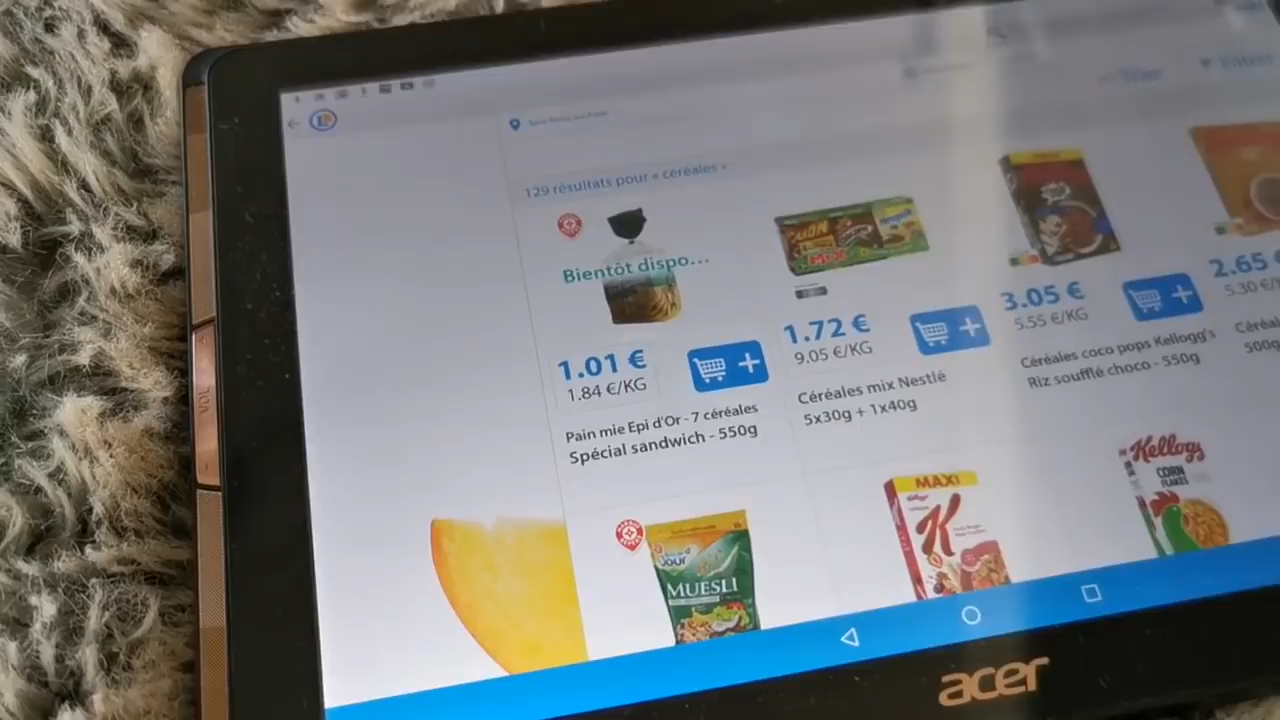 129 résultats pour « céréales »
Bientôt dispo...
1.01 €
1.84 €/KG
Pain mie Epi d'Or - 7 céréales
Spécial sandwich - 550g
LION
MIX
Nesquik
1.72 €
9.05 €/KG
Céréales mix Nestlé
5x30g + 1x40g
3.05 €
5.55 €/KG
Céréales coco pops Kellogg's
Riz soufflé choco - 550g
2.65 €
5.30 €/
Céréal
500g
Jour
MUESLI
MAXI
K
Kellogg
CORN
FLAKES
VOL
acer